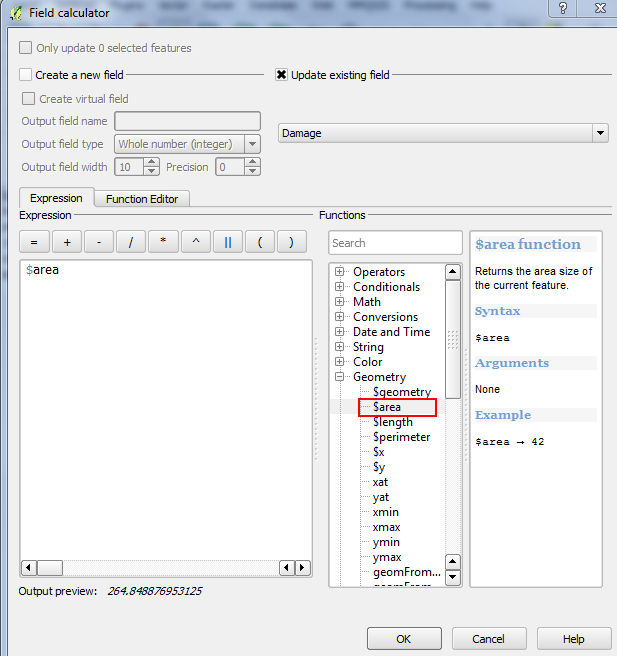 Field calculator
Only update 0 selected features
Create a new field
Update existing field
Create virtual field
Output field name
Damage
Output field type Whole number (integer)
Output field width 10 Precision 0
Expression Function Editor
Expression
Functions
= + - / * ^ || ( )
$area
Search
Operators
Conditionals
Math
Conversions
Date and Time
String
Color
Geometry
$geometry
$area
$length
$perimeter
$x
$y
xat
yat
xmin
xmax
ymin
ymax
geomFrom...
$area function
Returns the area size of
the current feature.
Syntax
$area
Arguments
None
Example
$area → 42
Output preview: 264.848876953125
OK Cancel Help